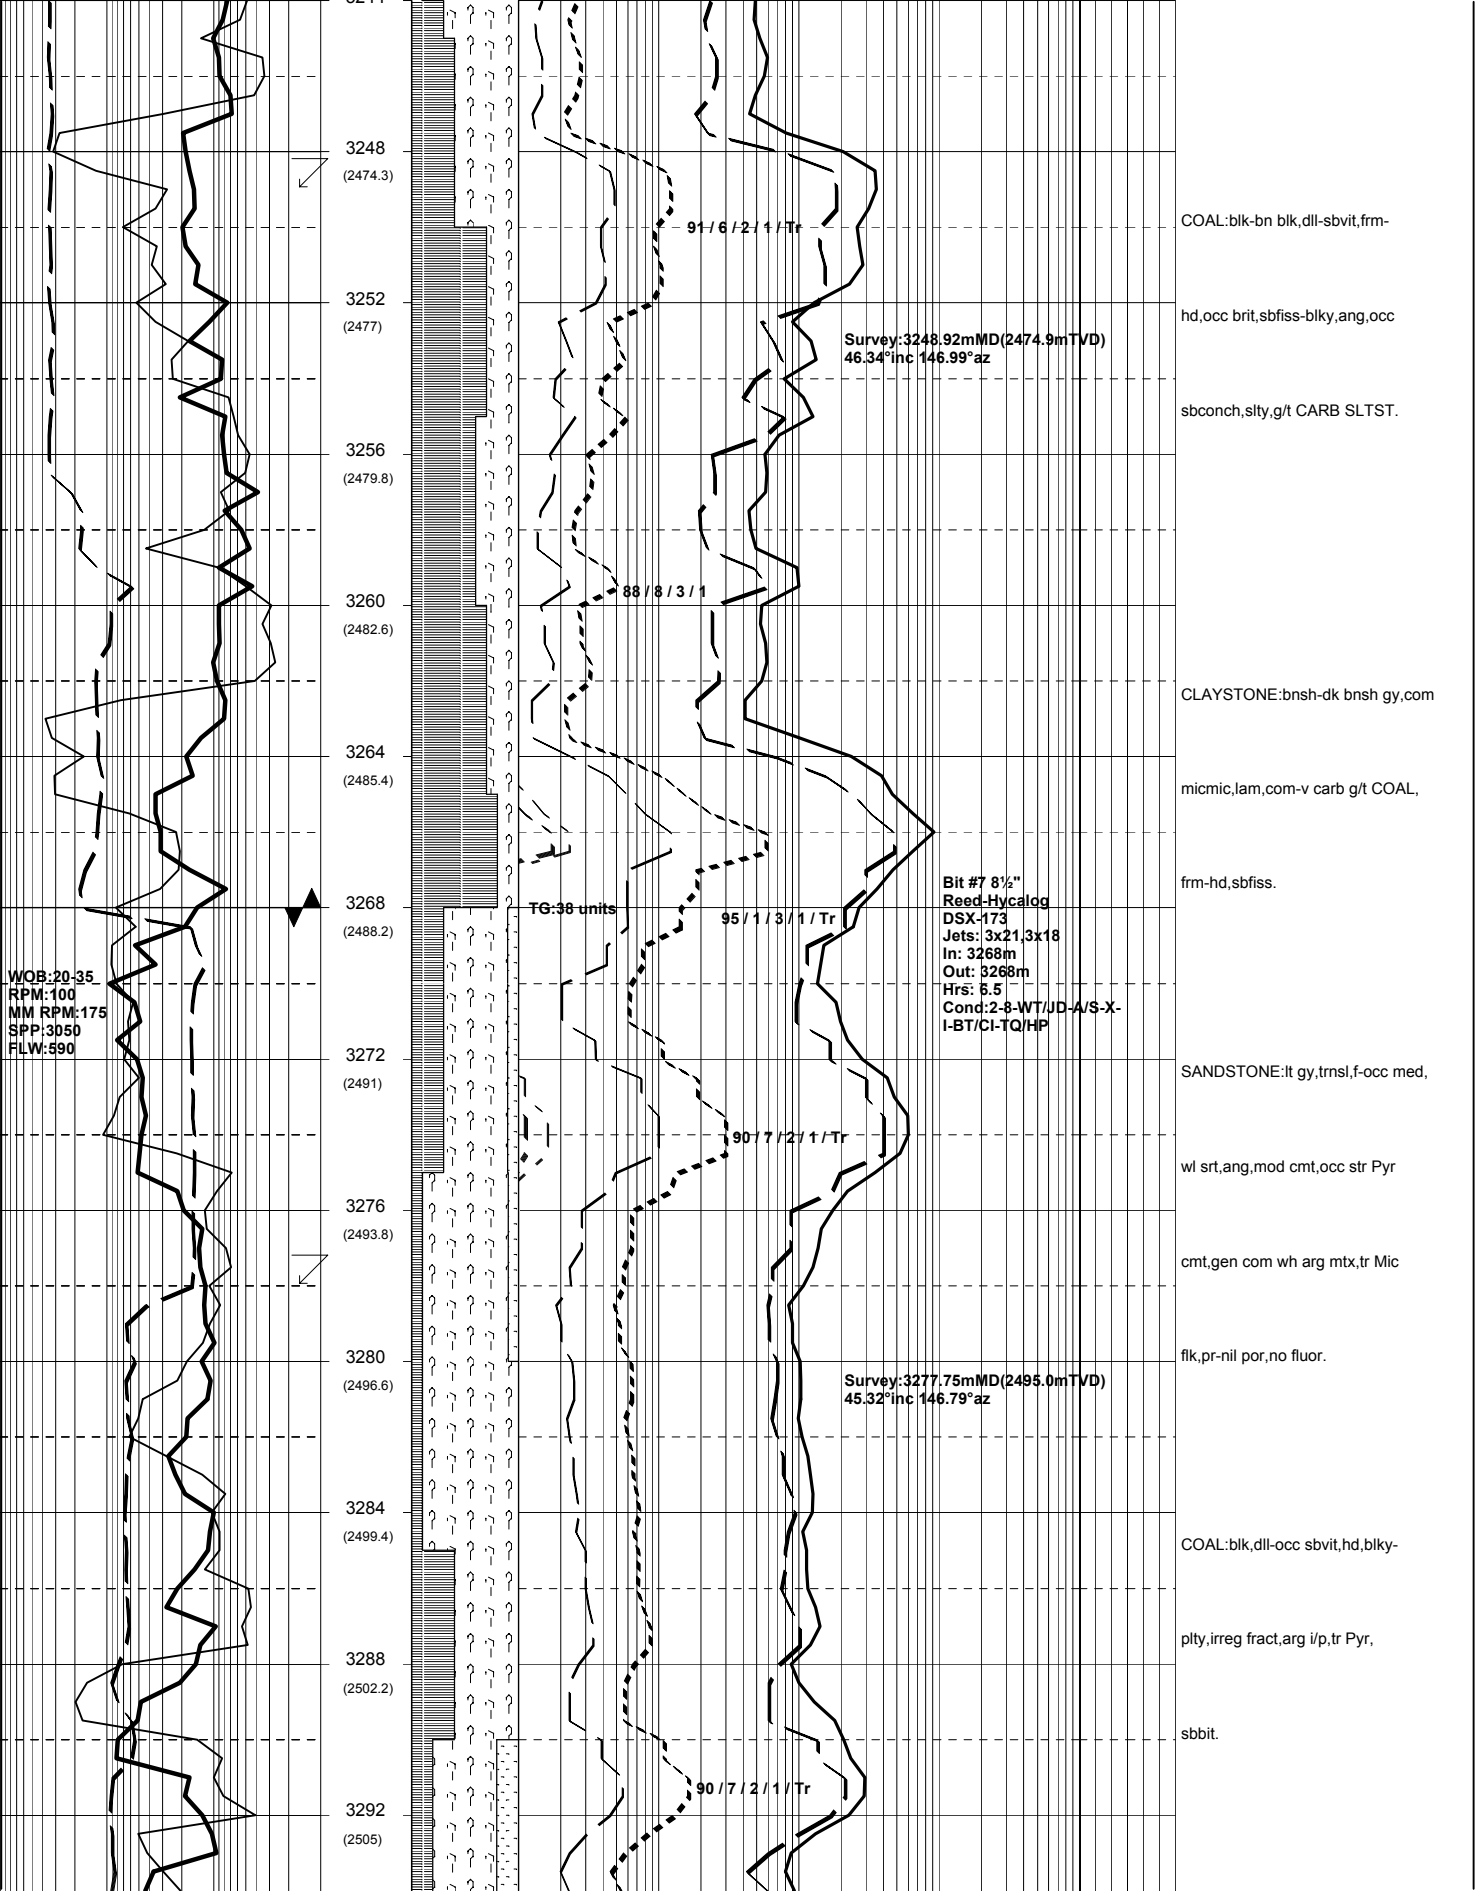 3248
(2474.3)
91 / 6 / 2 / 1 / Tr
COAL:blk-bn blk,dll-sbvit,frm-
3252
(2477)
hd,occ brit,sbfiss-blky,ang,occ
Survey:3248.92mMD(2474.9mTVD)
46.34°inc 146.99°az
sbconch,slty,g/t CARB SLTST.
3256
(2479.8)
88 / 8 / 3 / 1
3260
(2482.6)
CLAYSTONE:bnsh-dk bnsh gy,com
3264
(2485.4)
micmic,lam,com-v carb g/t COAL,
frm-hd,sbfiss.
Bit #7 8½"
Reed-Hycalog
DSX-173
Jets: 3x21,3x18
In: 3268m
Out: 3268m
Hrs: 6.5
Cond:2-8-WT/JD-A/S-X-
I-BT/CI-TQ/HP
3268
(2488.2)
TG:38 units
95 / 1 / 3 / 1 / Tr
WOB:20-35
RPM:100
MM RPM:175
SPP:3050
FLW:590
3272
(2491)
SANDSTONE:lt gy,trnsl,f-occ med,
90 / 7 / 2 / 1 / Tr
wl srt,ang,mod cmt,occ str Pyr
3276
(2493.8)
cmt,gen com wh arg mtx,tr Mic
flk,pr-nil por,no fluor.
3280
(2496.6)
Survey:3277.75mMD(2495.0mTVD)
45.32°inc 146.79°az
3284
(2499.4)
COAL:blk,dll-occ sbvit,hd,blky-
plty,irreg fract,arg i/p,tr Pyr,
3288
(2502.2)
sbbit.
90 / 7 / 2 / 1 / Tr
3292
(2505)